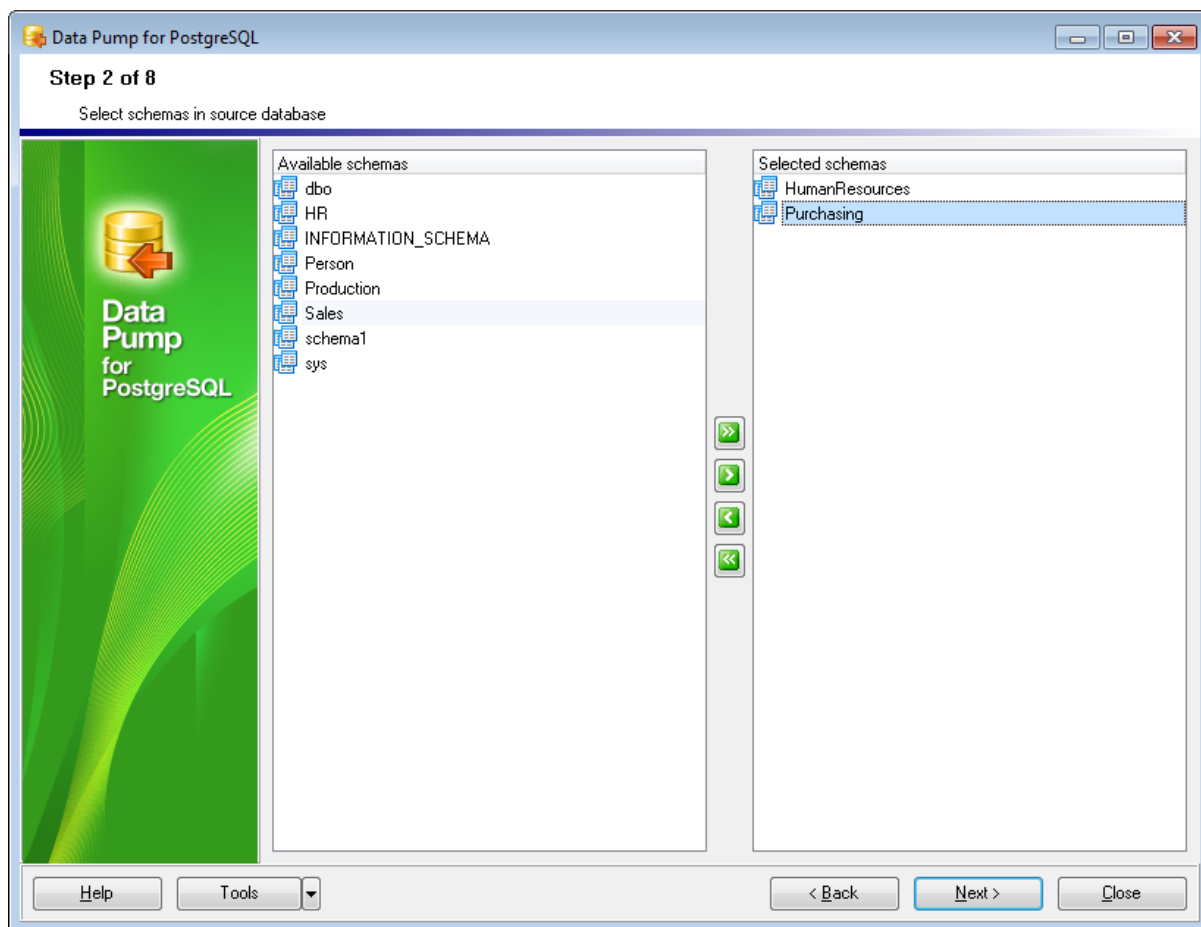 Data Pump for PostgreSQL
Step 2 of 8
Select schemas in source database
Data
Pump
for
PostgreSQL
Available schemas
dbo
HR
INFORMATION_SCHEMA
Person
Production
Sales
schema1
sys
Selected schemas
HumanResources
Purchasing
Help
Tools
< Back
Next >
Close